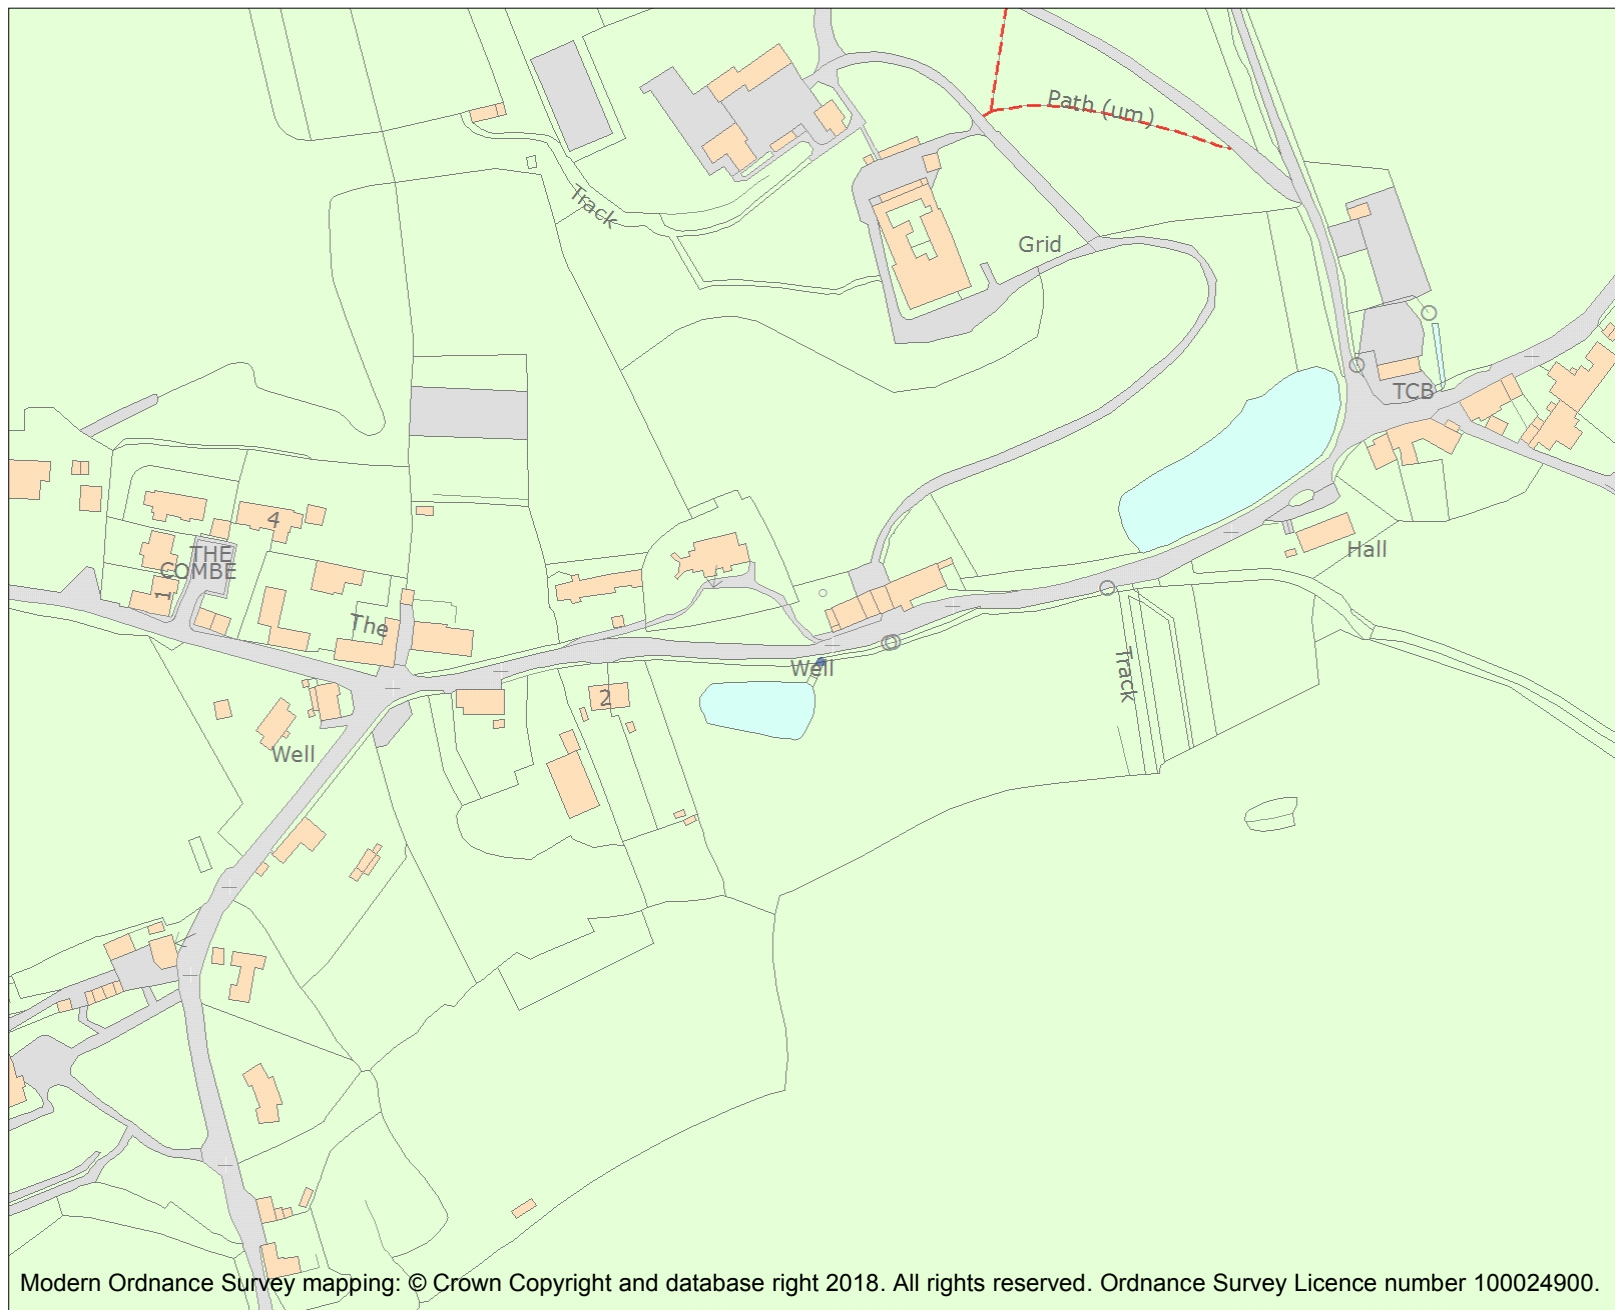 Path (um)
Track
Grid
TCB
4
THE
COMBE
1
Hall
The
Well
Track
2
Well
Modern Ordnance Survey mapping: © Crown Copyright and database right 2018. All rights reserved. Ordnance Survey Licence number 100024900.